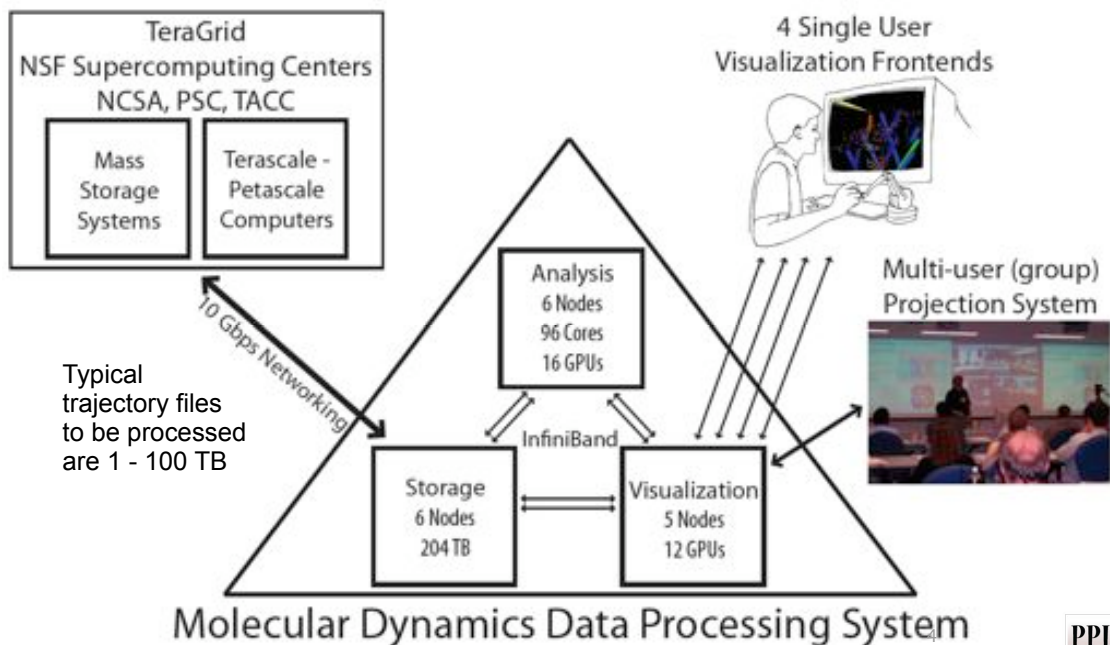 TeraGrid
NSF Supercomputing Centers
NCSA, PSC, TACC
Mass
Storage
Systems
Terascale -
Petascale
Computers
4 Single User
Visualization Frontends
Multi-user (group)
Projection System
10 Gbps Networking
Typical
trajectory files
to be processed
are 1 - 100 TB
Analysis
6 Nodes
96 Cores
16 GPUs
InfiniBand
Storage
6 Nodes
204 TB
Visualization
5 Nodes
12 GPUs
Molecular Dynamics Data Processing System
4
PPI